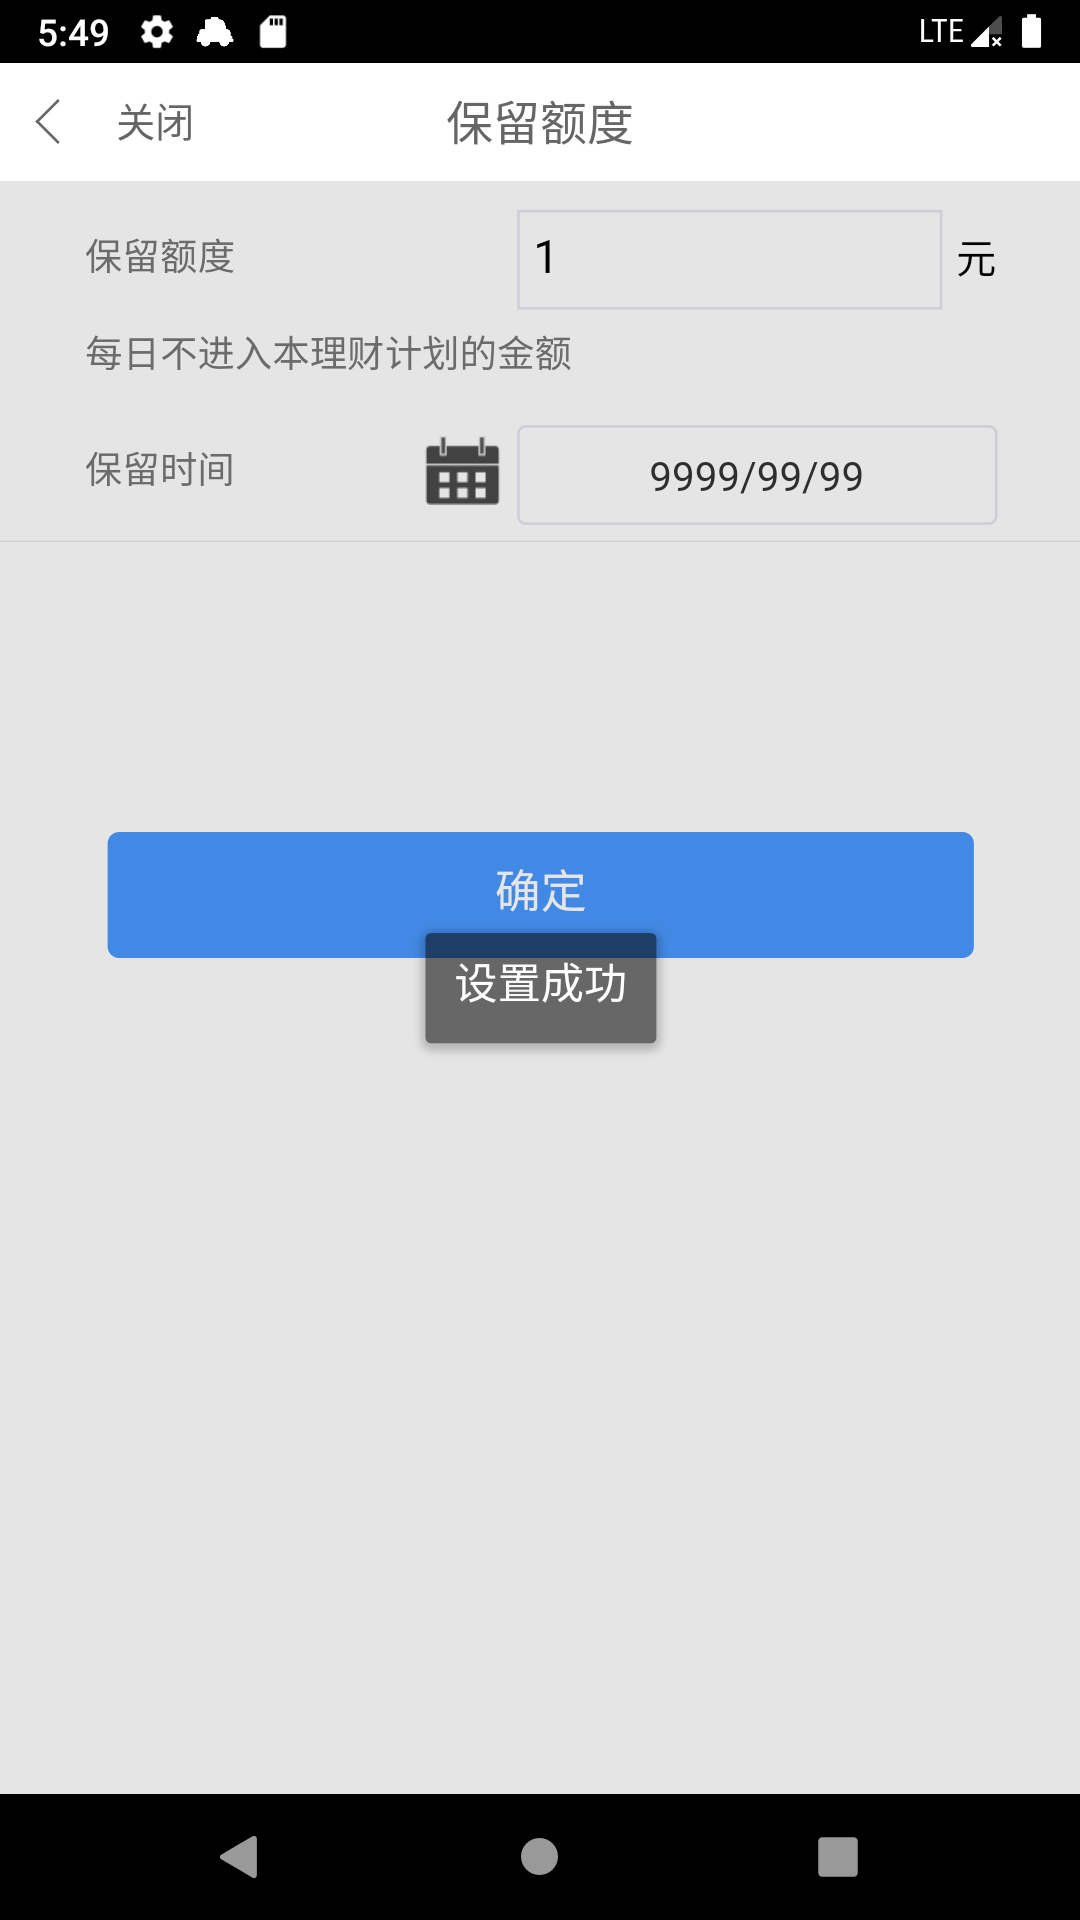 5:49 LTE
关闭 保留额度
保留额度 1 元
每日不进入本理财计划的金额
保留时间 9999/99/99
确定
设置成功